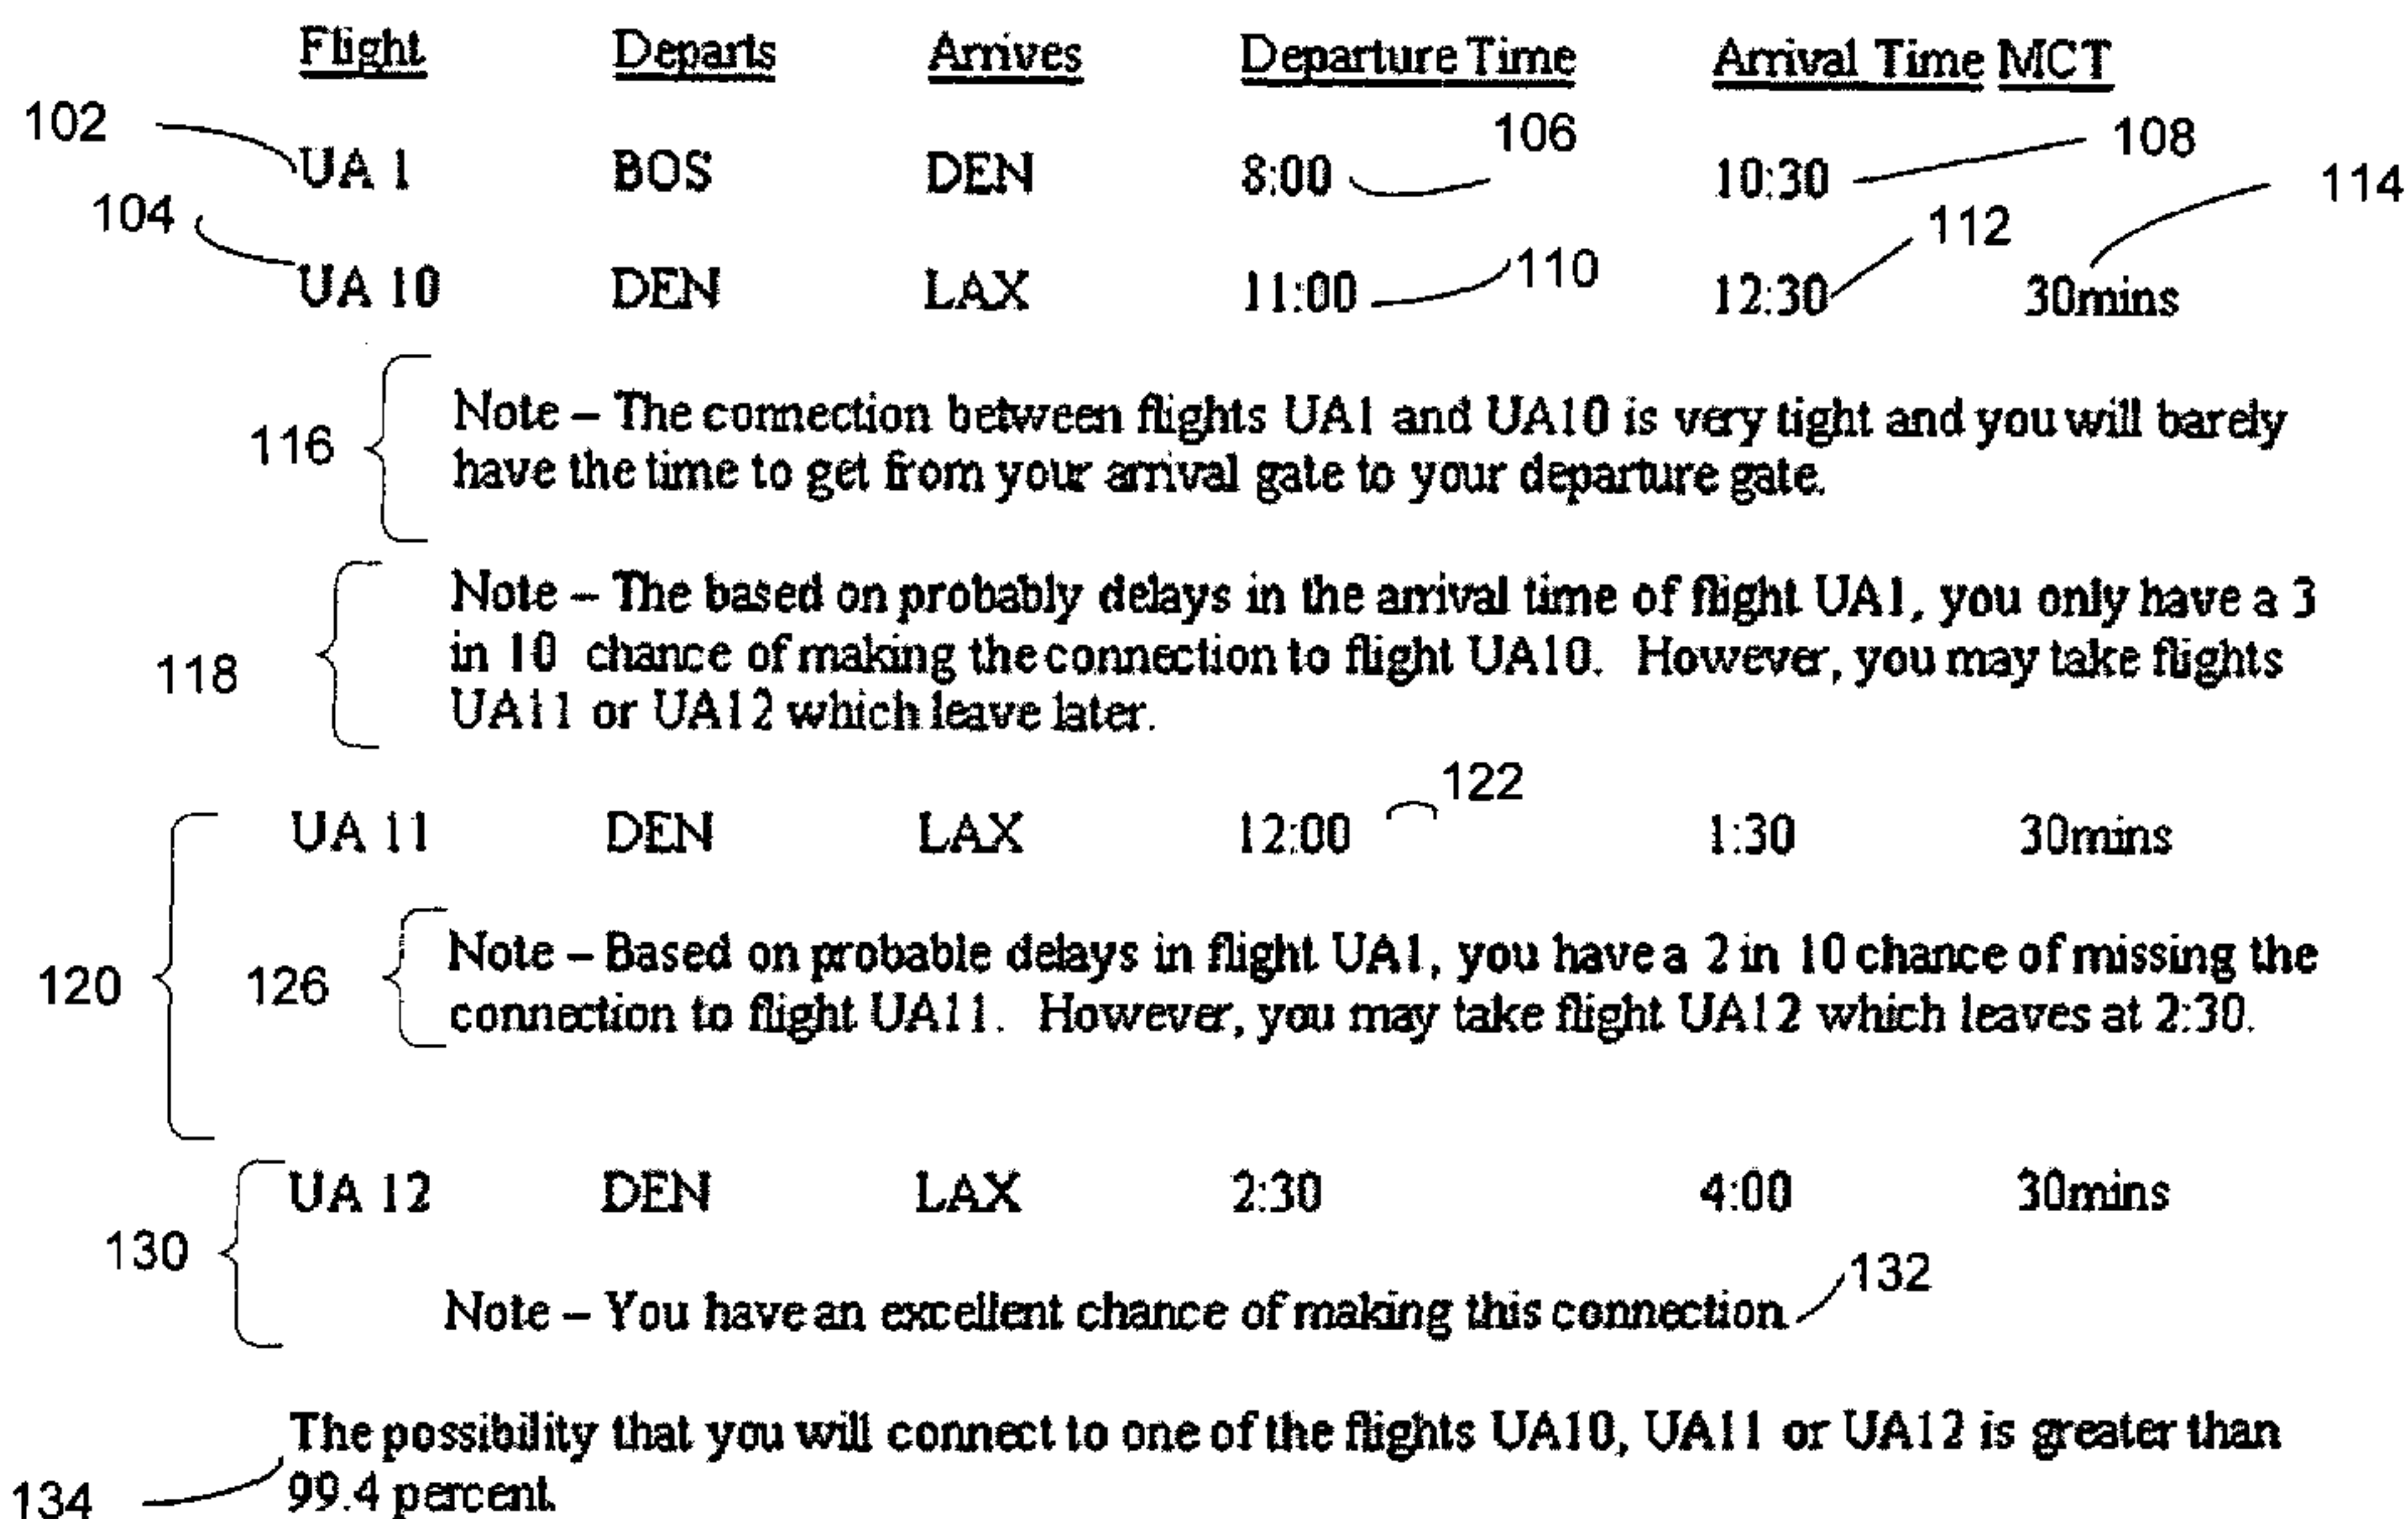 Flight Departs Arrives Departure Time Arrival Time MCT
102 106 108
UA 1 BOS DEN 8:00 10:30 114
104 112
UA 10 DEN LAX 11:00 110 12:30 30mins
Note – The connection between flights UA1 and UA10 is very tight and you will barely
116
have the time to get from your arrival gate to your departure gate.
Note – The based on probably delays in the arrival time of flight UA1, you only have a 3
in 10 chance of making the connection to flight UA10. However, you may take flights
118
UA11 or UA12 which leave later.
122
UA 11 DEN LAX 12:00 1:30 30mins
Note – Based on probable delays in flight UA1, you have a 2 in 10 chance of missing the
120 126
connection to flight UA11. However, you may take flight UA12 which leaves at 2:30.
UA 12 DEN LAX 2:30 4:00 30mins
130 132
Note – You have an excellent chance of making this connection.
The possibility that you will connect to one of the flights UA10, UA11 or UA12 is greater than
134 99.4 percent.